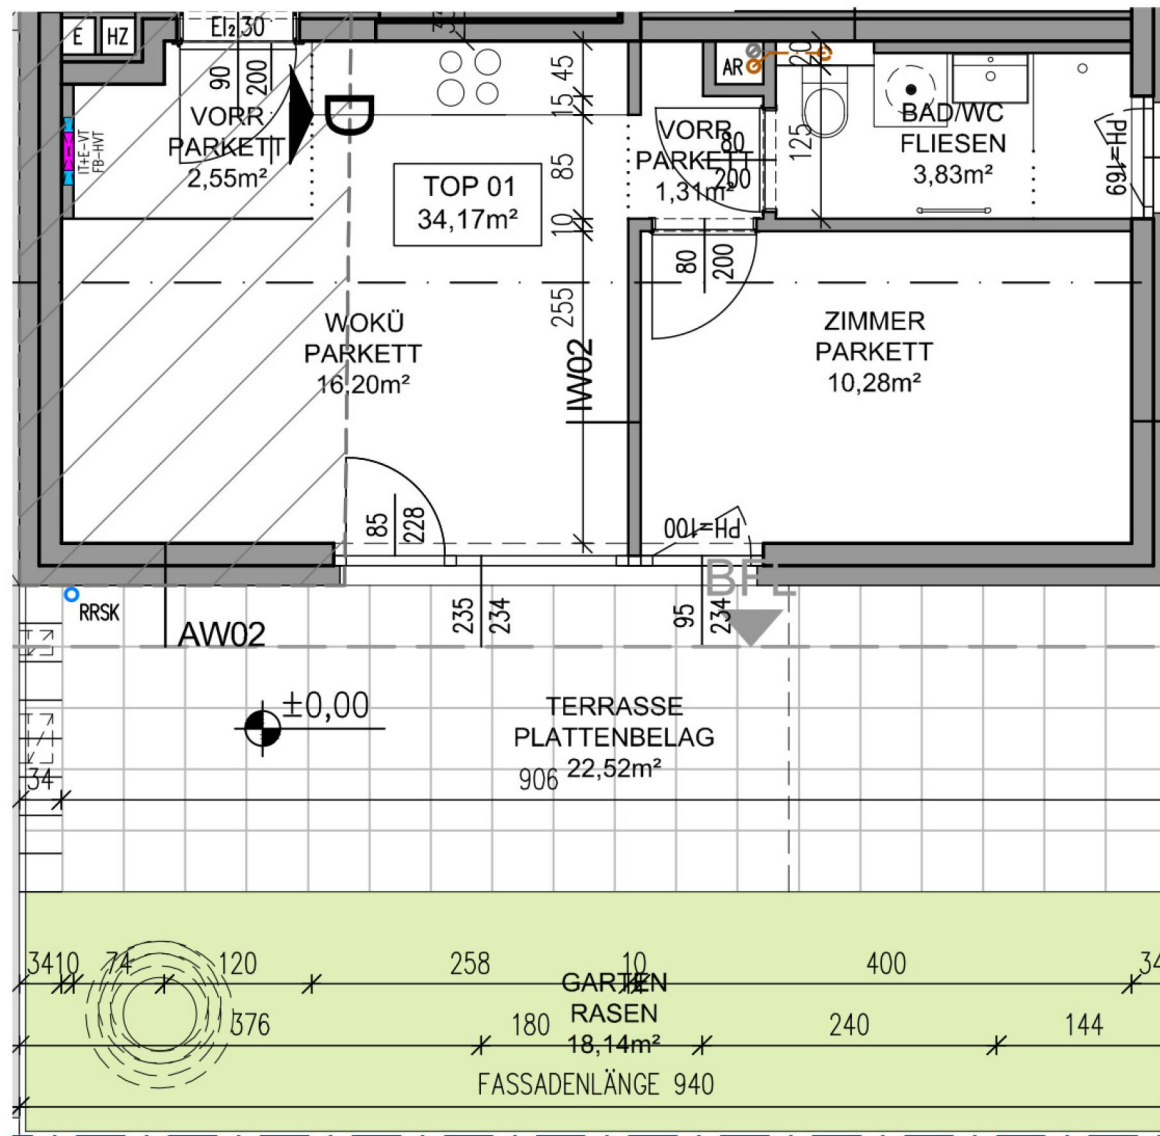 E
HZ
EI₂ 30
90
200
VORR.
PARKETT
2,55m²
IT+E-VT
FB-HVT
TOP 01
34,17m²
45
15
85
10
255
VORR.
PARKETT
1,31m²
80
200
AR
20
125
BAD/WC
FLIESEN
3,83m²
PH=169
80
200
WOKÜ
PARKETT
16,20m²
IW02
ZIMMER
PARKETT
10,28m²
85
228
PH=100
BFL
RRSK
AW02
235
234
95
234
±0,00
TERRASSE
PLATTENBELAG
22,52m²
34
906
34 10 74 120 258 10 400 34
GARTEN
RASEN
18,14m²
376 180 240 144
FASSADENLÄNGE 940